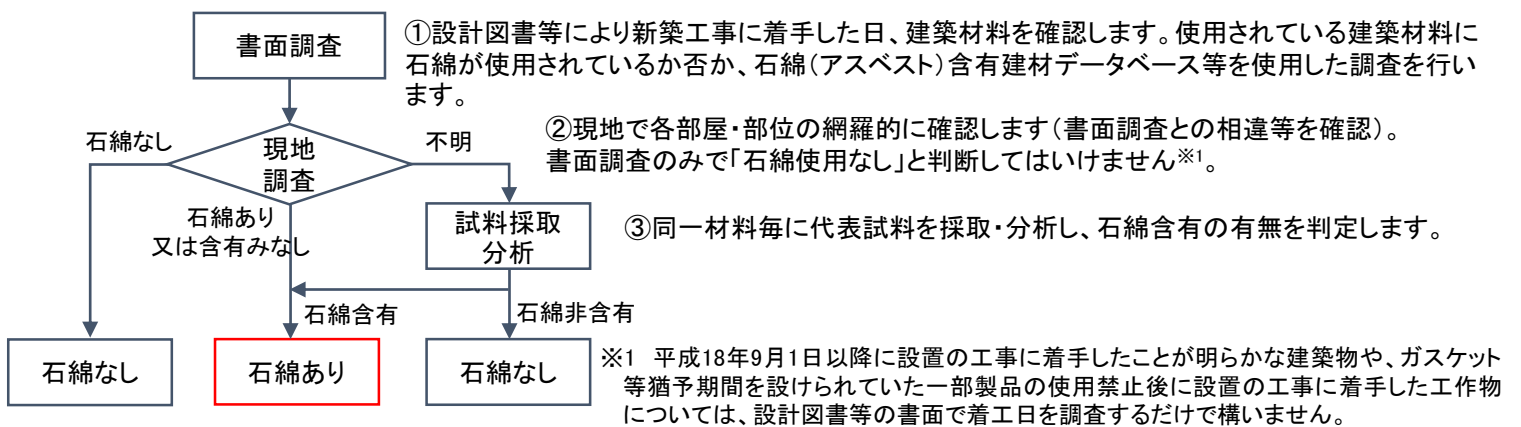 書面調査
①設計図書等により新築工事に着手した日、建築材料を確認します。使用されている建築材料に
石綿が使用されているか否か、石綿(アスベスト)含有建材データベース等を使用した調査を行い
ます。
石綿なし
現地
調査
不明
②現地で各部屋・部位の網羅的に確認します(書面調査との相違等を確認)。
書面調査のみで「石綿使用なし」と判断してはいけません※1。
石綿あり
又は含有みなし
試料採取
分析
③同一材料毎に代表試料を採取・分析し、石綿含有の有無を判定します。
石綿含有
石綿非含有
石綿なし
石綿あり
石綿なし
※1 平成18年9月1日以降に設置の工事に着手したことが明らかな建築物や、ガスケット
等猶予期間を設けられていた一部製品の使用禁止後に設置の工事に着手した工作物
については、設計図書等の書面で着工日を調査するだけで構いません。